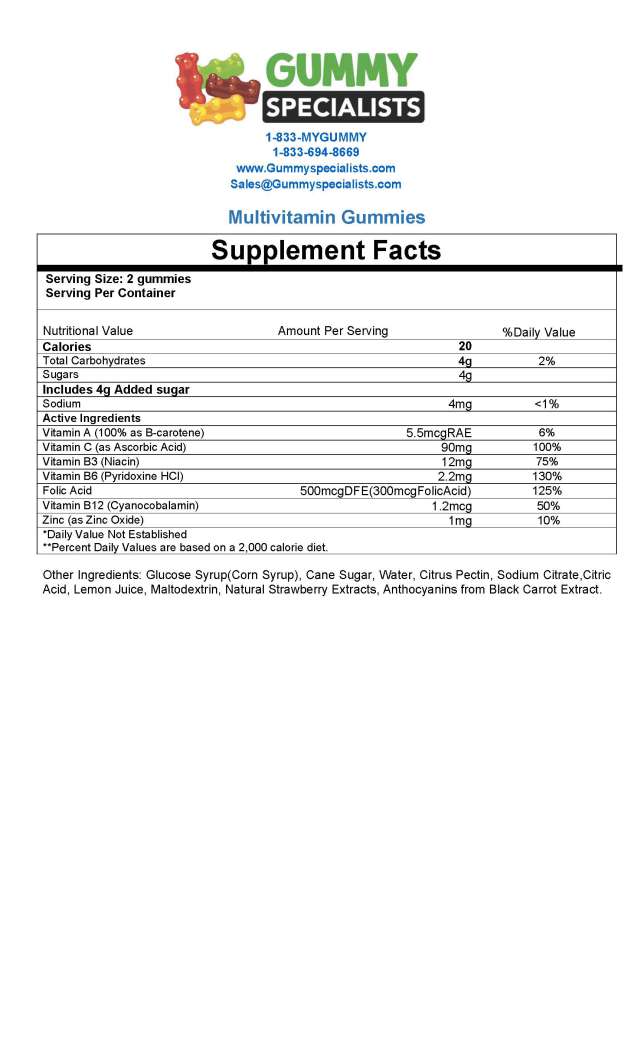 GUMMY
SPECIALISTS
1-833-MYGUMMY
1-833-694-8669
www.Gummyspecialists.com
Sales@Gummyspecialists.com
Multivitamin Gummies
Supplement Facts
Serving Size: 2 gummies
Serving Per Container
Nutritional Value Amount Per Serving %Daily Value
Calories 20
Total Carbohydrates 4g 2%
Sugars 4g
Includes 4g Added sugar
Sodium 4mg <1%
Active Ingredients
Vitamin A (100% as B-carotene) 5.5mcgRAE 6%
Vitamin C (as Ascorbic Acid) 90mg 100%
Vitamin B3 (Niacin) 12mg 75%
Vitamin B6 (Pyridoxine HCl) 2.2mg 130%
Folic Acid 500mcgDFE(300mcgFolicAcid) 125%
Vitamin B12 (Cyanocobalamin) 1.2mcg 50%
Zinc (as Zinc Oxide) 1mg 10%
*Daily Value Not Established
**Percent Daily Values are based on a 2,000 calorie diet.
Other Ingredients: Glucose Syrup(Corn Syrup), Cane Sugar, Water, Citrus Pectin, Sodium Citrate,Citric
Acid, Lemon Juice, Maltodextrin, Natural Strawberry Extracts, Anthocyanins from Black Carrot Extract.